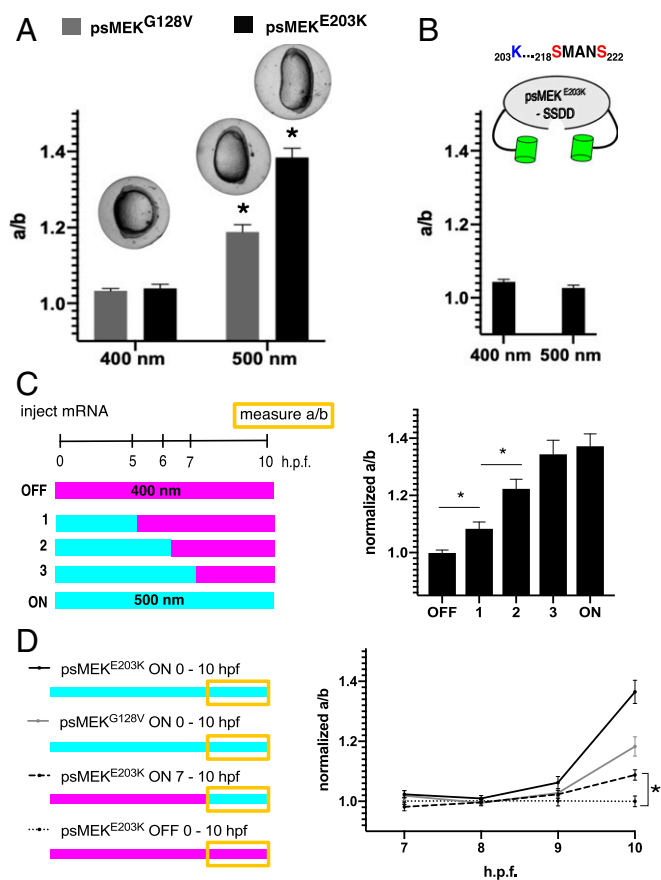 A
psMEK^G128V
psMEK^E203K
a/b
1.4
1.2
1.0
*
*
400 nm
500 nm
B
203K...218SMANS222
psMEK^E203K
- SSDD
a/b
1.4
1.2
1.0
400 nm
500 nm
C
inject mRNA
measure a/b
0 5 6 7 10 h.p.f.
OFF 400 nm
1
2
3
ON 500 nm
normalized a/b
1.4
1.2
1.0
*
*
OFF 1 2 3 ON
D
psMEK^E203K ON 0 - 10 hpf
psMEK^G128V ON 0 - 10 hpf
psMEK^E203K ON 7 - 10 hpf
psMEK^E203K OFF 0 - 10 hpf
normalized a/b
1.4
1.2
1.0
*
7 8 9 10
h.p.f.